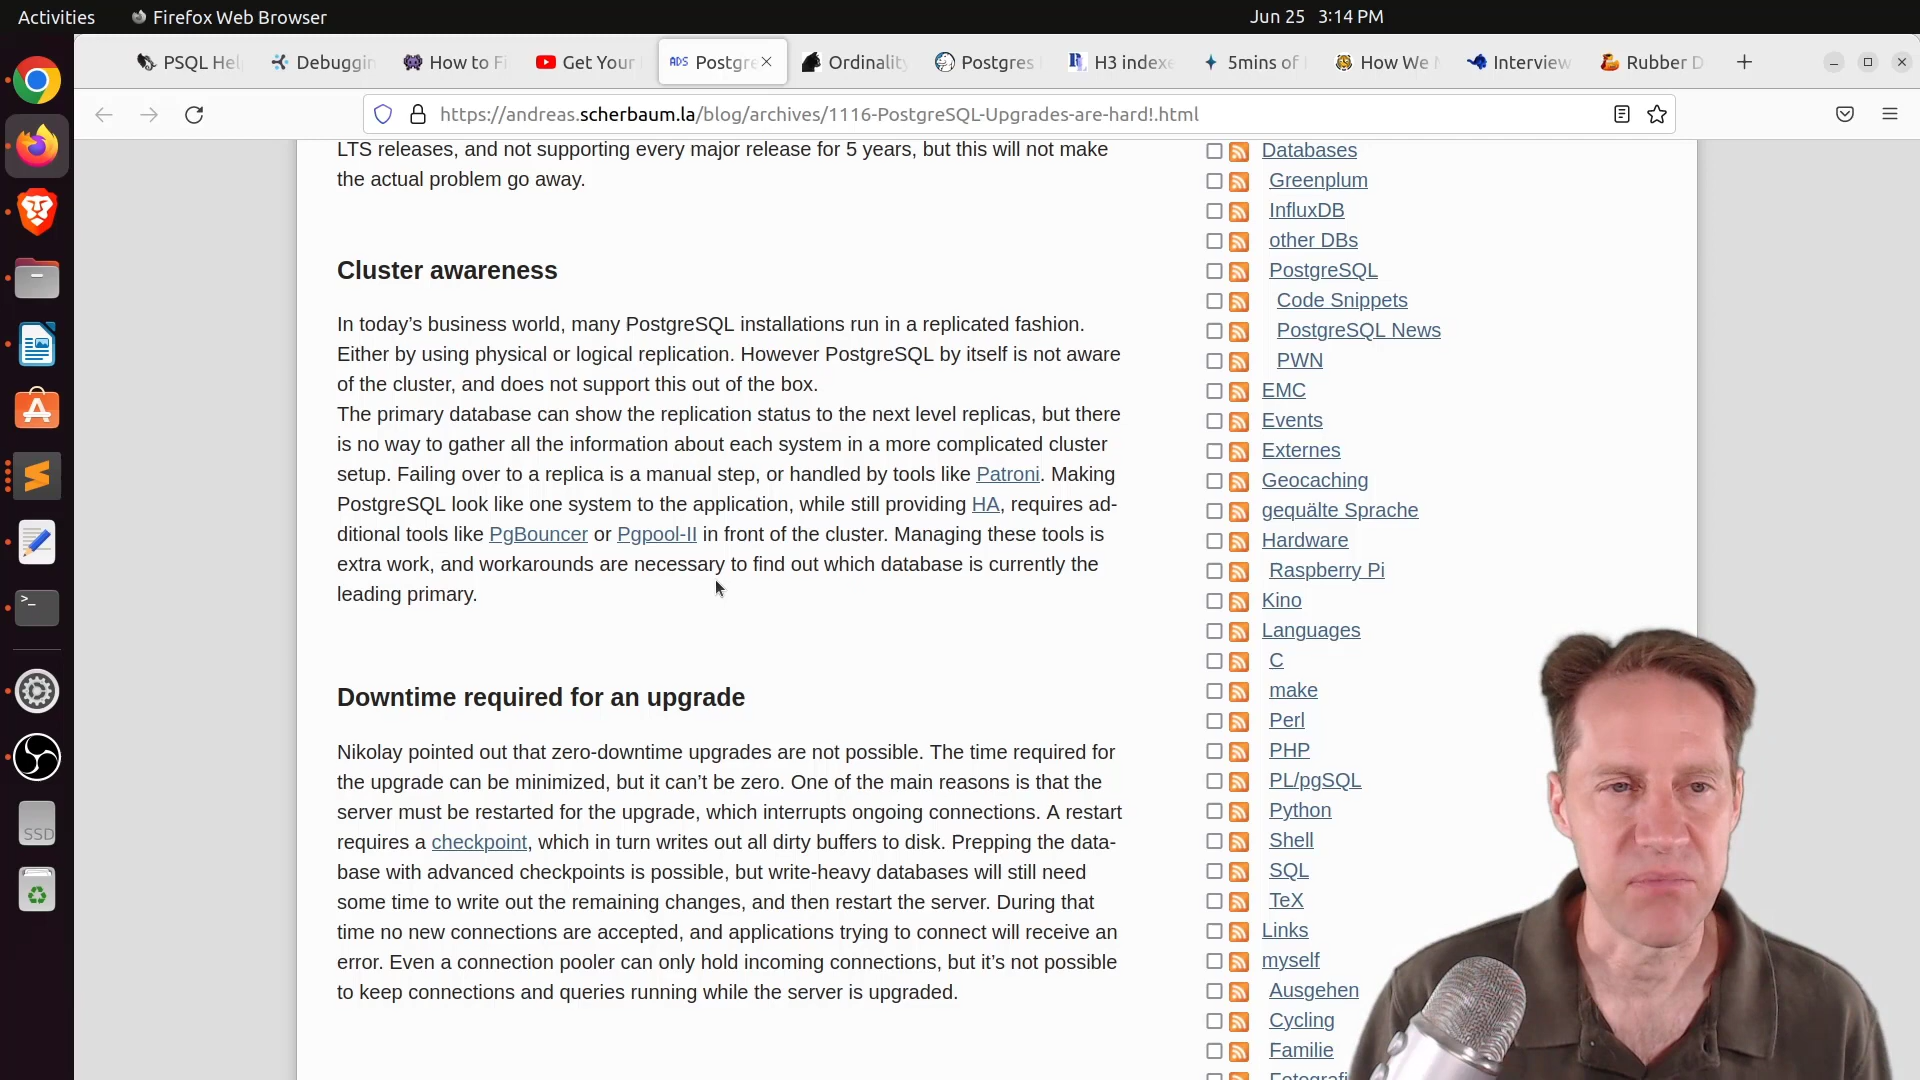 Activities
Firefox Web Browser
Jun 25 3:14 PM
PSQL Hel
Debuggin
How to Fi
Get Your
ADS Postgre
Ordinality
Postgres
H3 indexe
5mins of
How We
Interview
Rubber D
https://andreas.scherbaum.la/blog/archives/1116-PostgreSQL-Upgrades-are-hard!.html
LTS releases, and not supporting every major release for 5 years, but this will not make
the actual problem go away.
Cluster awareness
In today’s business world, many PostgreSQL installations run in a replicated fashion.
Either by using physical or logical replication. However PostgreSQL by itself is not aware
of the cluster, and does not support this out of the box.
The primary database can show the replication status to the next level replicas, but there
is no way to gather all the information about each system in a more complicated cluster
setup. Failing over to a replica is a manual step, or handled by tools like Patroni. Making
PostgreSQL look like one system to the application, while still providing HA, requires ad-
ditional tools like PgBouncer or Pgpool-II in front of the cluster. Managing these tools is
extra work, and workarounds are necessary to find out which database is currently the
leading primary.
Downtime required for an upgrade
Nikolay pointed out that zero-downtime upgrades are not possible. The time required for
the upgrade can be minimized, but it can’t be zero. One of the main reasons is that the
server must be restarted for the upgrade, which interrupts ongoing connections. A restart
requires a checkpoint, which in turn writes out all dirty buffers to disk. Prepping the data-
base with advanced checkpoints is possible, but write-heavy databases will still need
some time to write out the remaining changes, and then restart the server. During that
time no new connections are accepted, and applications trying to connect will receive an
error. Even a connection pooler can only hold incoming connections, but it’s not possible
to keep connections and queries running while the server is upgraded.
Databases
Greenplum
InfluxDB
other DBs
PostgreSQL
Code Snippets
PostgreSQL News
PWN
EMC
Events
Externes
Geocaching
gequälte Sprache
Hardware
Raspberry Pi
Kino
Languages
C
make
Perl
PHP
PL/pgSQL
Python
Shell
SQL
TeX
Links
myself
Ausgehen
Cycling
Familie
Fotografi
SSD